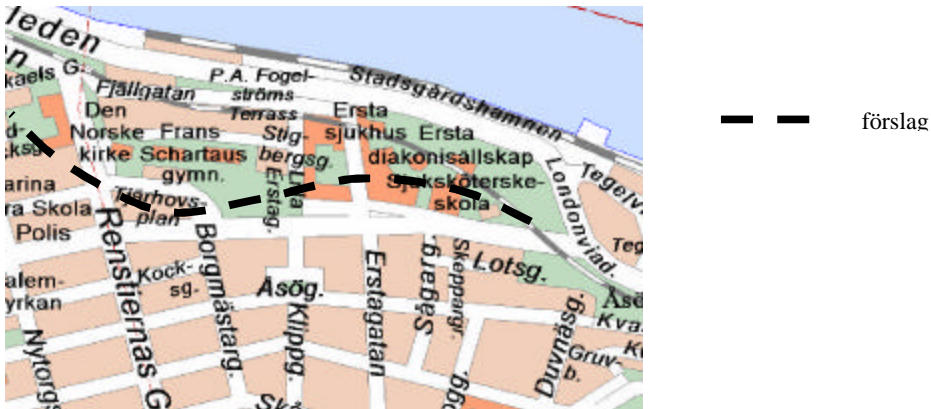 leden
kaels G.
Fjällgatan
P.A. Fogel-
ströms
Terrass
Stadsgårdshamnen
Den
Norske
kirke
Frans
Schartaus
gymn.
Stig-
bergsg.
Ersta
sjukhus
Ersta
diakonisällskap
Sjuksköterske-
skola
Londonviad.
Tegelv
Teg
arina
ra Skola
Polis
Tjärhovs-
plan
Lilla
Erstag.
Renstiernas G
Borgmästarg.
Kock-
sg.
Åsög.
Klippg.
Erstagatan
Skeppargr.
Lotsg.
Duvnäsg.
Åsö
Kva
Gruv-
b.
alem-
yrkan
Nytorgs
förslag